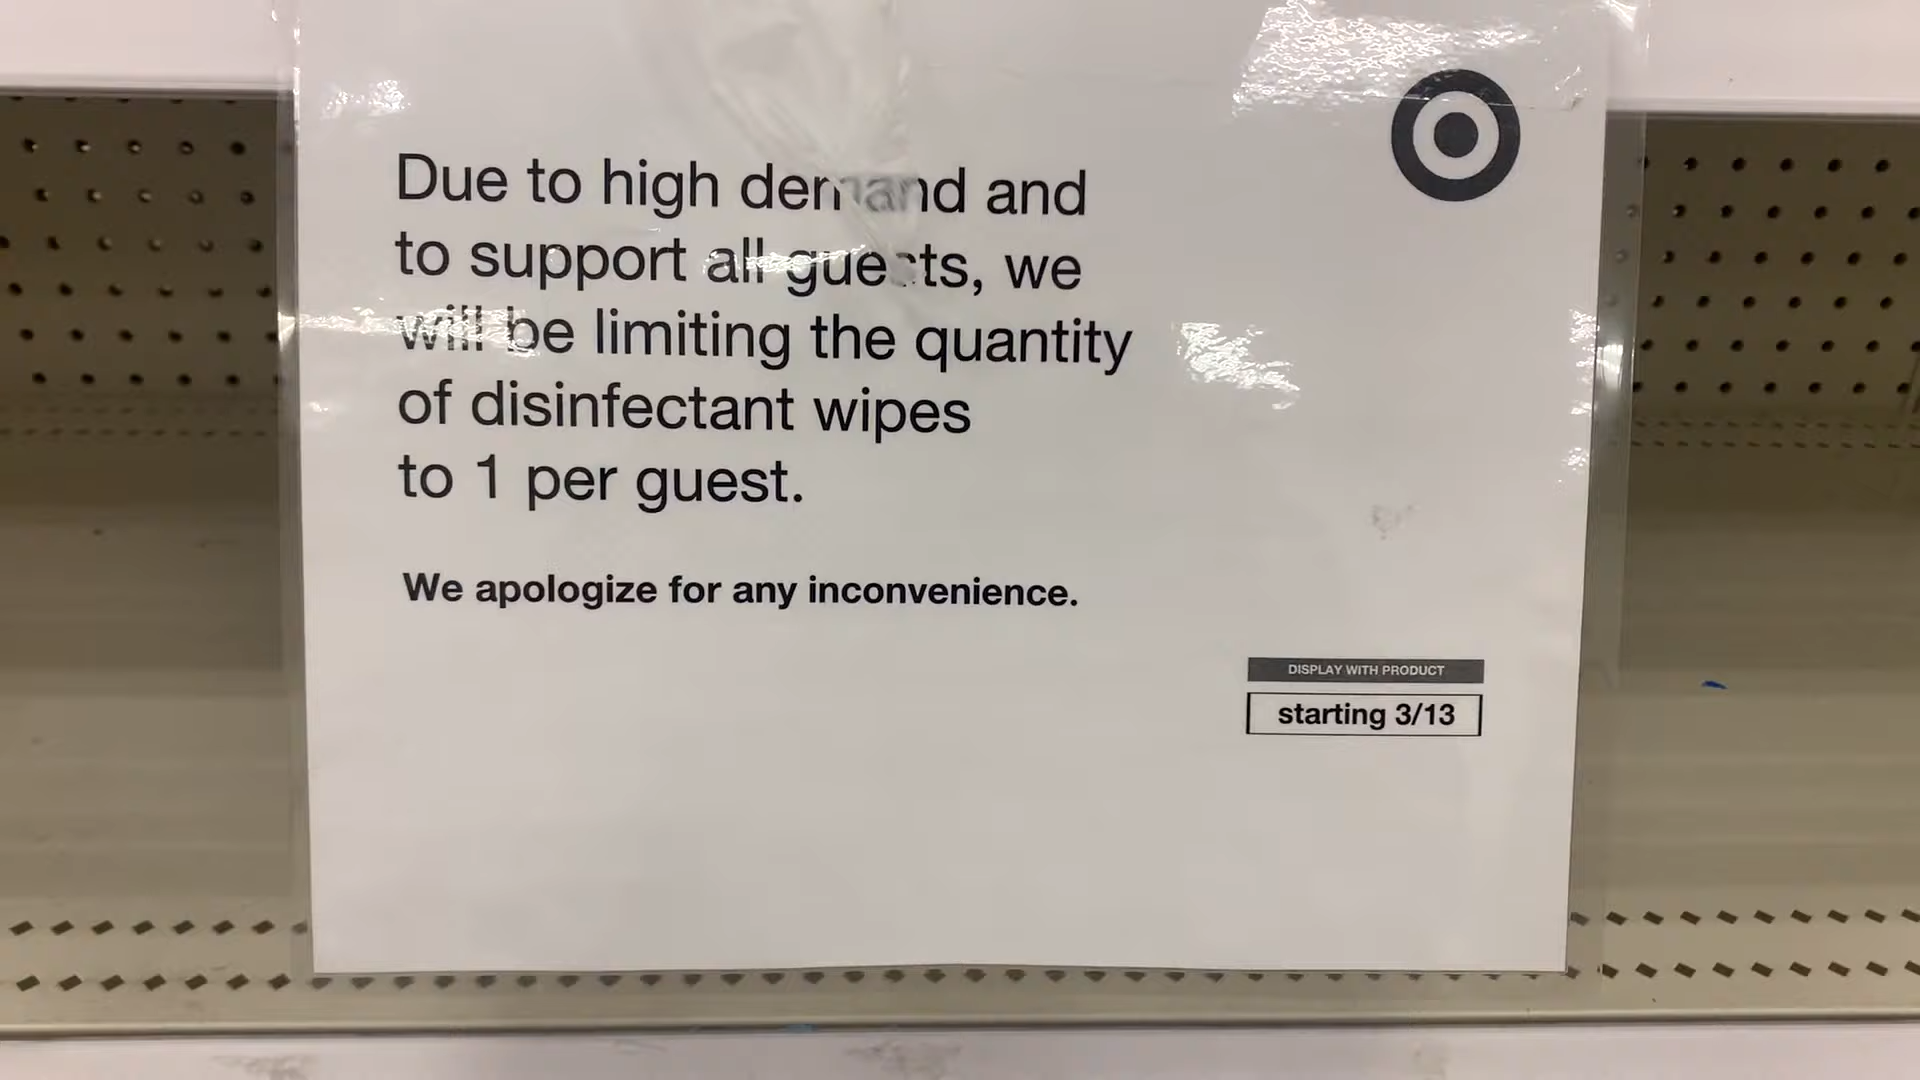 Due to high demand and
to support all guests, we
will be limiting the quantity
of disinfectant wipes
to 1 per guest.
We apologize for any inconvenience.
DISPLAY WITH PRODUCT
starting 3/13